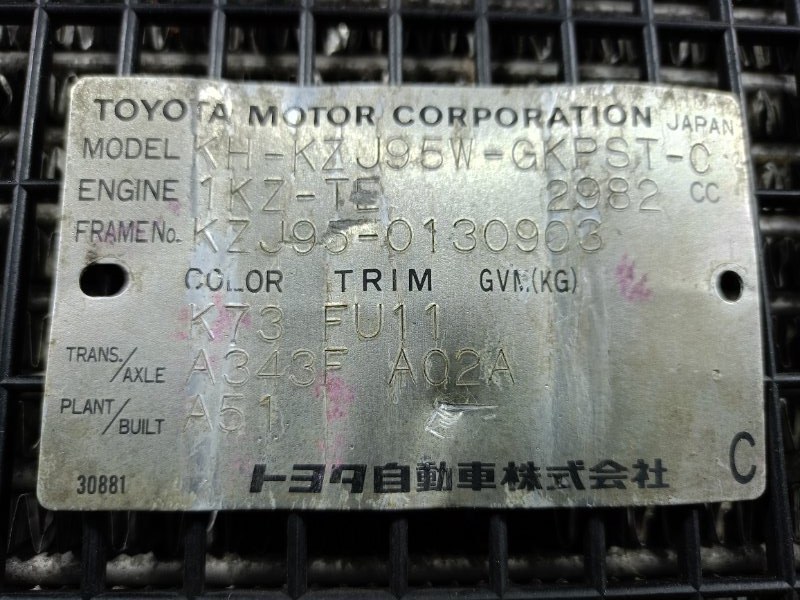 TOYOTA MOTOR CORPORATION JAPAN
MODEL KH-KZJ95W-GKPST-C
ENGINE 1KZ-TE 2982 CC
FRAME No. KZJ95-0130903
COLOR TRIM GVM(KG)
K73 FU11
TRANS./AXLE A343F A02A
PLANT/BUILT A51
30881 トヨタ自動車株式会社 C